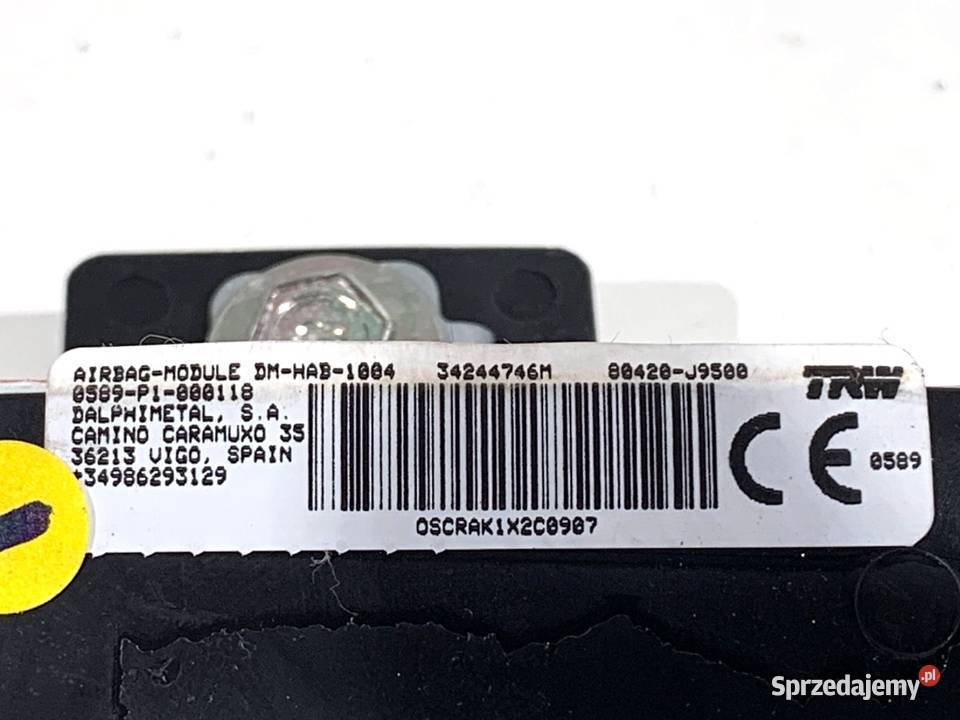 AIRBAG-MODULE DM-HAB-1004 34244746M 80420-J9500 TRW
0589-P1-000118
DALPHIMETAL, S.A.
CAMINO CARAMUXO 35
36213 VIGO, SPAIN
*34986293129
CE 0589
OSCRAK1X2C0907
Sprzedajemy.pl